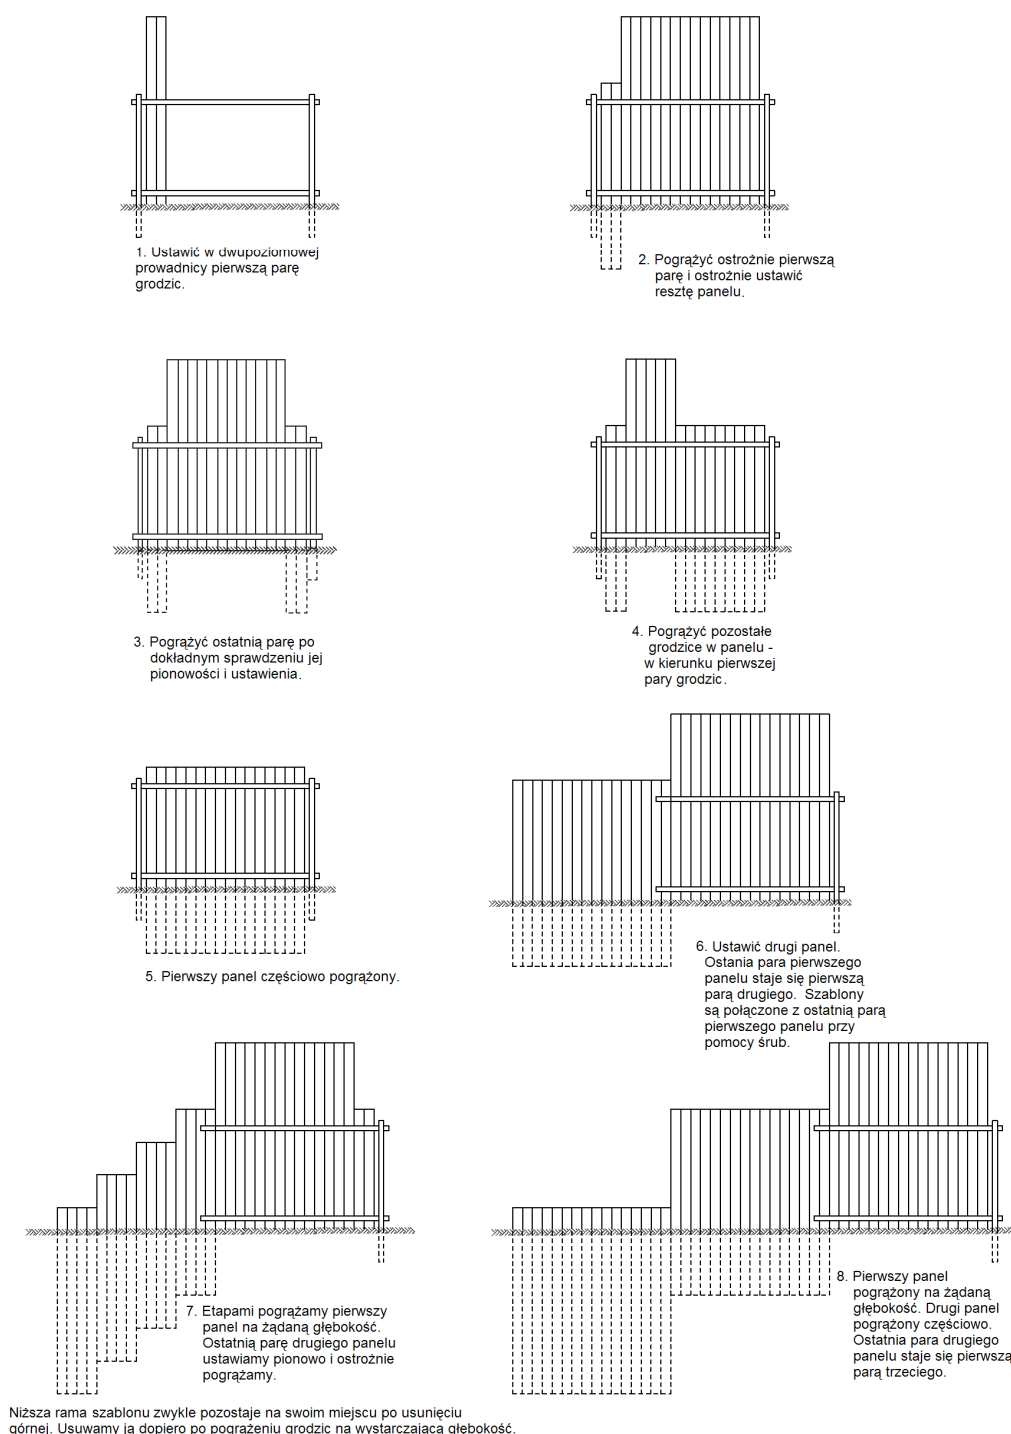 1. Ustawić w dwupoziomowej
prowadnicy pierwszą parę
grodzic.
2. Pogrążyć ostrożnie pierwszą
parę i ostrożnie ustawić
resztę panelu.
3. Pogrążyć ostatnią parę po
dokładnym sprawdzeniu jej
pionowości i ustawienia.
4. Pogrążyć pozostałe
grodzice w panelu -
w kierunku pierwszej
pary grodzic.
5. Pierwszy panel częściowo pogrążony.
6. Ustawić drugi panel.
Ostania para pierwszego
panelu staje się pierwszą
parą drugiego. Szablony
są połączone z ostatnią parą
pierwszego panelu przy
pomocy śrub.
7. Etapami pogrążamy pierwszy
panel na żądaną głębokość.
Ostatnią parę drugiego panelu
ustawiamy pionowo i ostrożnie
pogrążamy.
8. Pierwszy panel
pogrążony na żądaną
głębokość. Drugi panel
pogrążony częściowo.
Ostatnia para drugiego
panelu staje się pierwszą
parą trzeciego.
Niższa rama szablonu zwykle pozostaje na swoim miejscu po usunięciu
górnej. Usuwamy ją dopiero po pogrążeniu grodzic na wystarczającą głębokość.